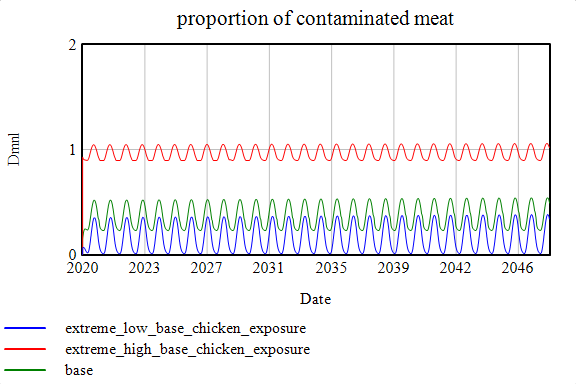 proportion of contaminated meat
2
1
0
Dmnl
2020 2023 2027 2031 2035 2039 2042 2046
Date
extreme_low_base_chicken_exposure
extreme_high_base_chicken_exposure
base